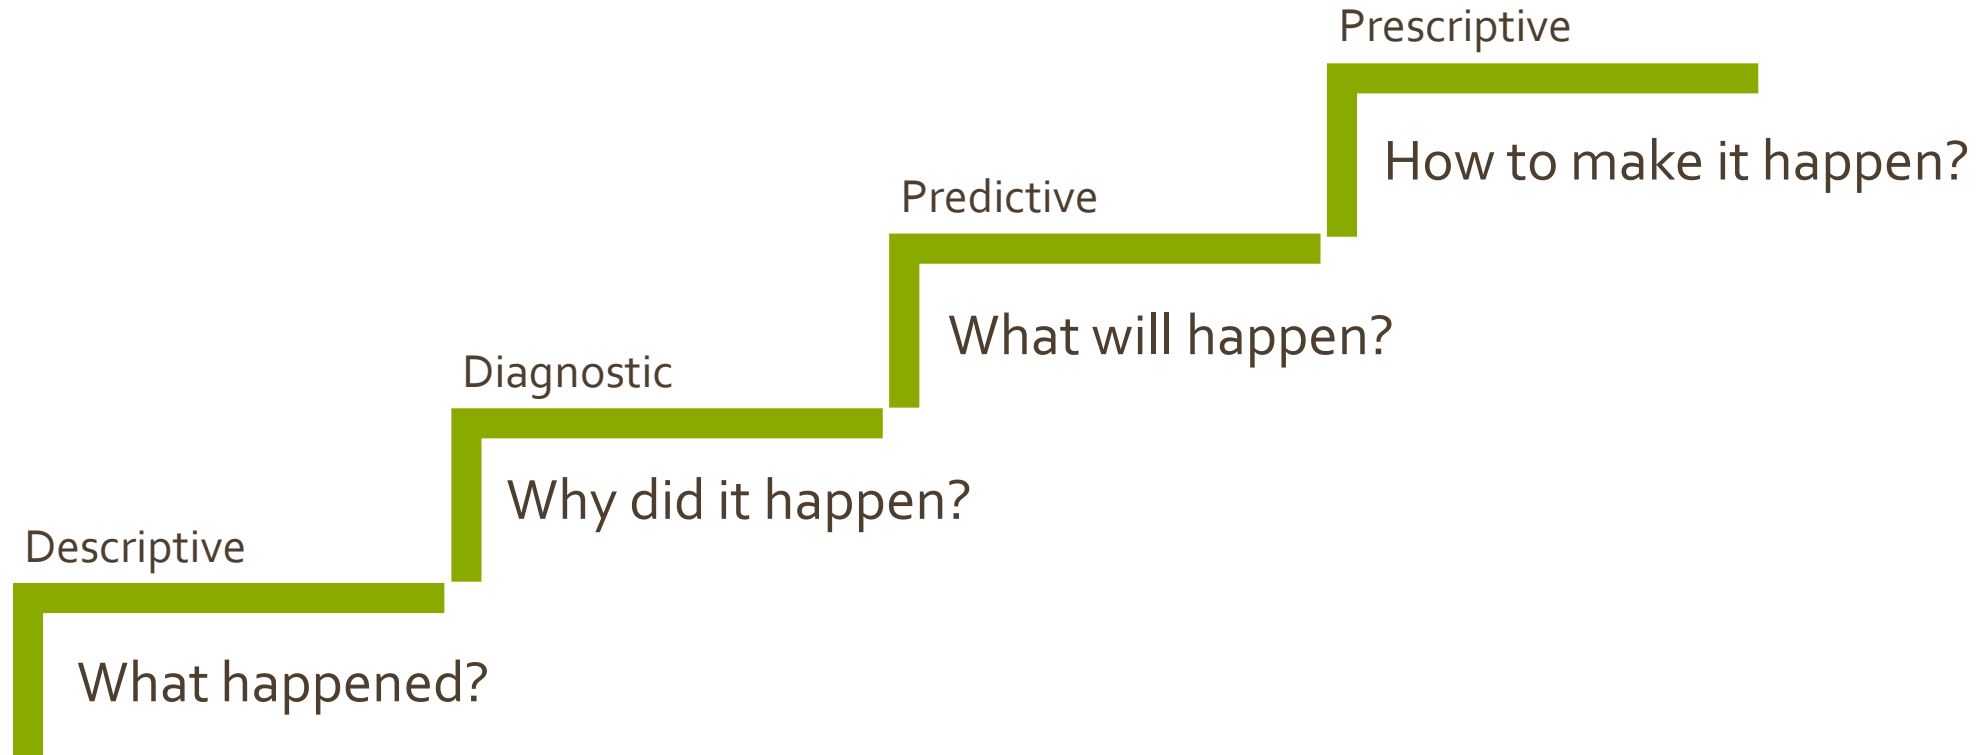 Prescriptive
How to make it happen?
Predictive
What will happen?
Diagnostic
Why did it happen?
Descriptive
What happened?